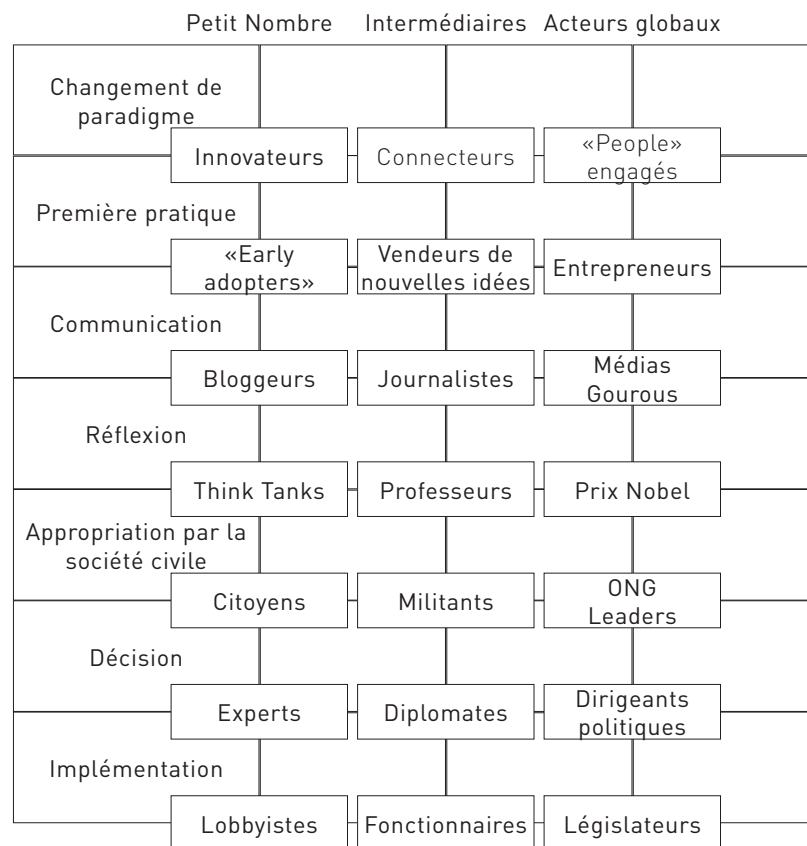 Petit Nombre Intermédiaires Acteurs globaux
Changement de
paradigme
Innovateurs
Connecteurs
«People»
engagés
Première pratique
«Early
adopters»
Vendeurs de
nouvelles idées
Entrepreneurs
Communication
Bloggeurs
Journalistes
Médias
Gourous
Réflexion
Think Tanks
Professeurs
Prix Nobel
Appropriation par la
société civile
Citoyens
Militants
ONG
Leaders
Décision
Experts
Diplomates
Dirigeants
politiques
Implémentation
Lobbyistes
Fonctionnaires
Législateurs